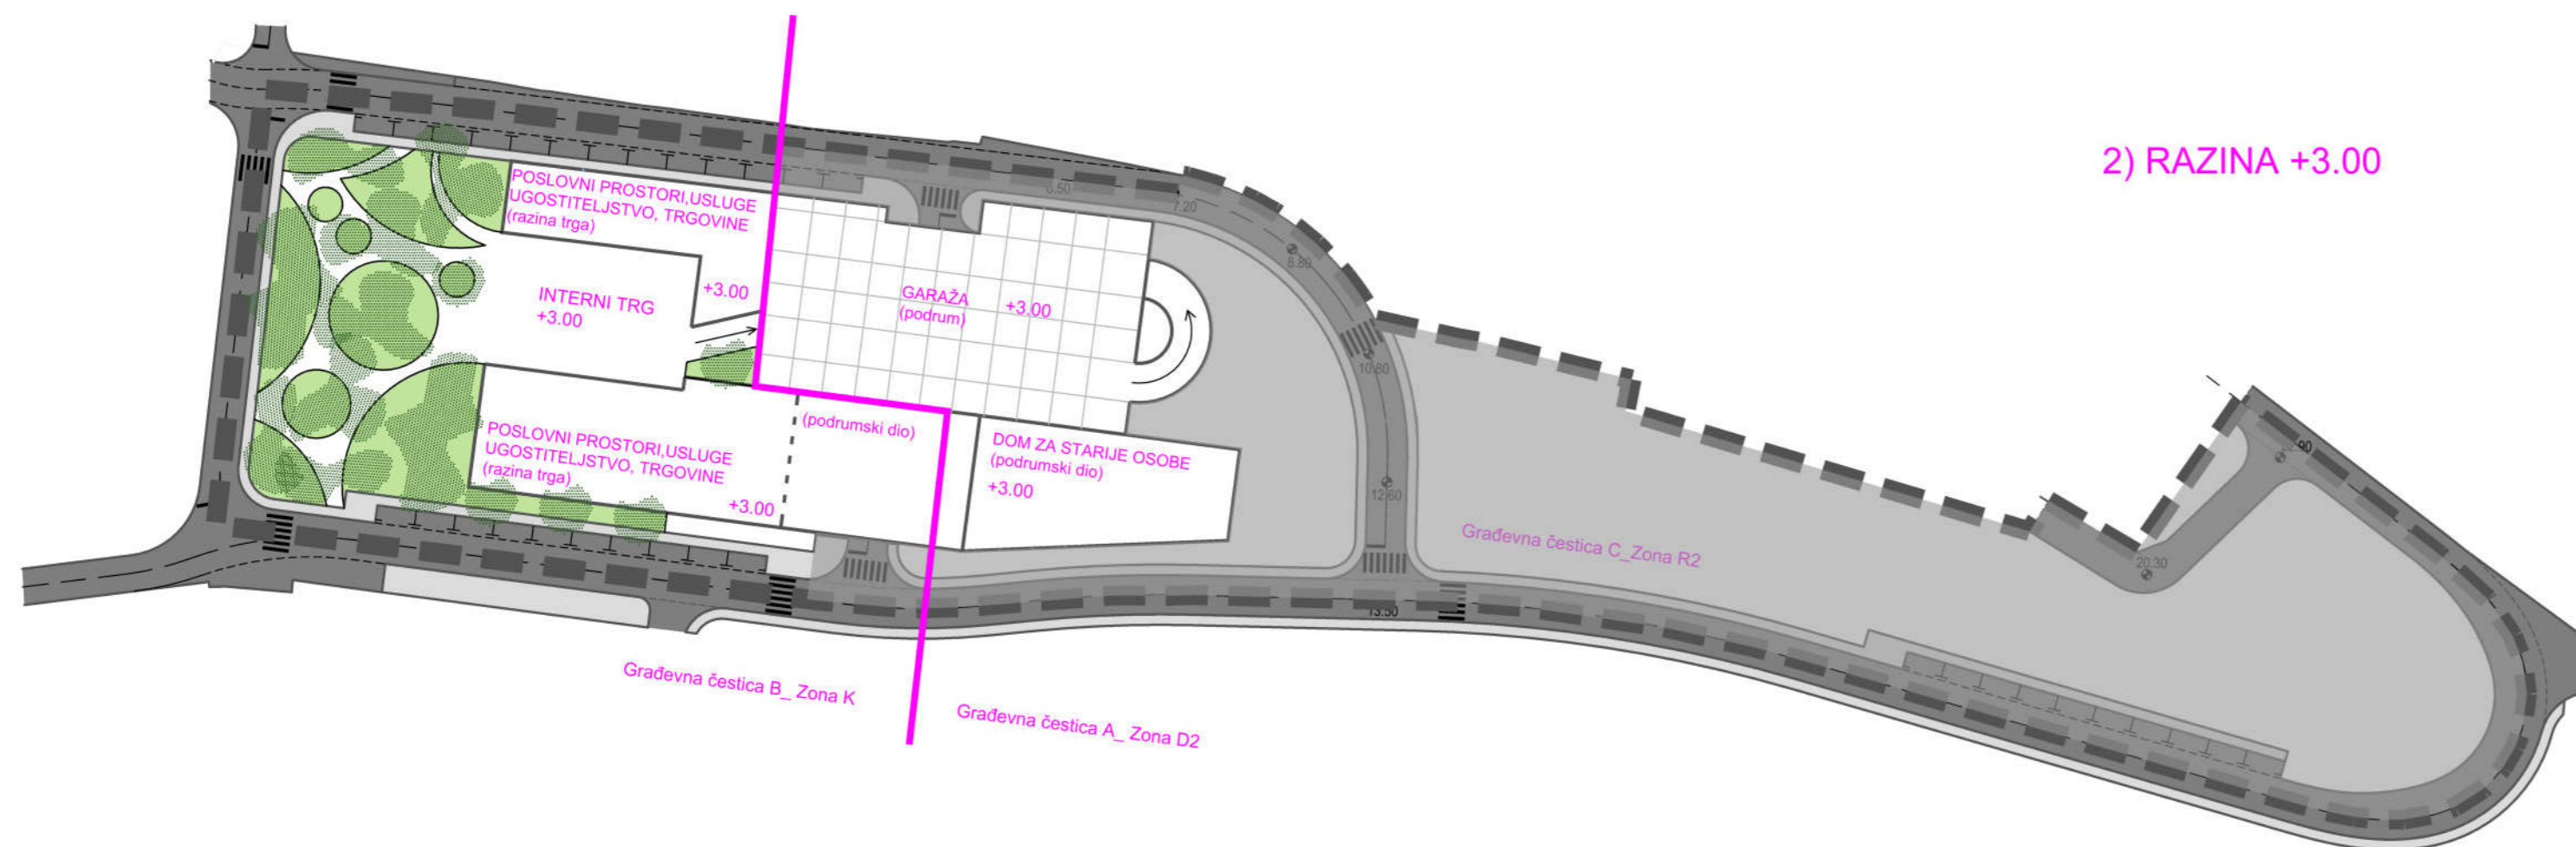 2) RAZINA +3.00
POSLOVNI PROSTORI,USLUGE
UGOSTITELJSTVO, TRGOVINE
(razina trga)
+3.00
INTERNI TRG
+3.00
GARAŽA
(podrum)
+3.00
6.50
7.20
8.80
10.80
12.60
13.50
20.30
POSLOVNI PROSTORI,USLUGE
UGOSTITELJSTVO, TRGOVINE
(razina trga)
+3.00
(podrumski dio)
DOM ZA STARIJE OSOBE
(podrumski dio)
+3.00
Građevna čestica C_Zona R2
Građevna čestica B_ Zona K
Građevna čestica A_ Zona D2